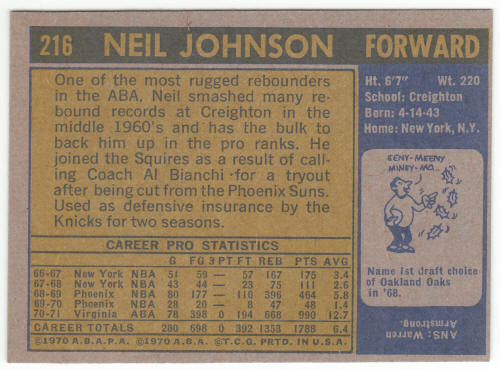 216 NEIL JOHNSON FORWARD
One of the most rugged rebounders
in the ABA, Neil smashed many re-
bound records at Creighton in the
middle 1960's and has the bulk to
back him up in the pro ranks. He
joined the Squires as a result of call-
ing Coach Al Bianchi for a tryout
after being cut from the Phoenix Suns.
Used as defensive insurance by the
Knicks for two seasons.
Ht. 6'7" Wt. 220
School: Creighton
Born: 4-14-43
Home: New York, N.Y.
EENY-MEENY
MINEY-MO...
Name 1st draft choice
of Oakland Oaks
in '68.
ANS: Warren
Armstrong.
CAREER PRO STATISTICS
G FG 3PT FT REB PTS AVG
66-67 New York NBA 51 59 — 57 167 175 3.4
67-68 New York NBA 43 44 — 23 75 111 2.6
68-69 Phoenix NBA 80 177 — 110 396 464 5.8
69-70 Phoenix NBA 28 20 — 8 47 48 1.4
70-71 Virginia ABA 78 398 0 194 668 990 12.7
CAREER TOTALS 280 698 0 392 1353 1788 6.4
©1970 A.B.A.P.A. ©1970 A.B.A. ©T.C.G. PRTD. IN U.S.A.